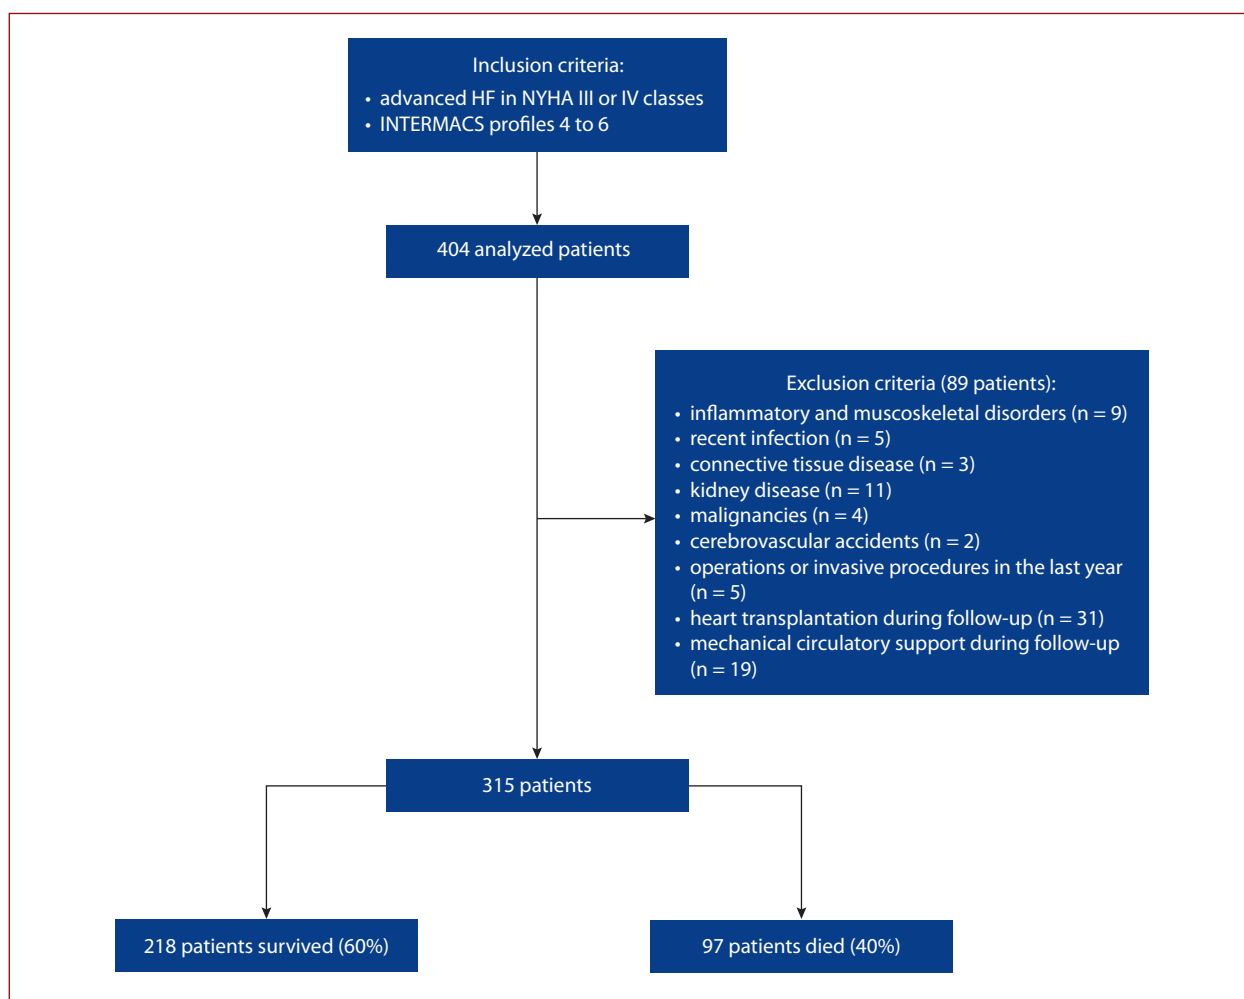 Inclusion criteria:
• advanced HF in NYHA III or IV classes
• INTERMACS profiles 4 to 6
404 analyzed patients
Exclusion criteria (89 patients):
• inflammatory and muscoskeletal disorders (n = 9)
• recent infection (n = 5)
• connective tissue disease (n = 3)
• kidney disease (n = 11)
• malignancies (n = 4)
• cerebrovascular accidents (n = 2)
• operations or invasive procedures in the last year
(n = 5)
• heart transplantation during follow-up (n = 31)
• mechanical circulatory support during follow-up
(n = 19)
315 patients
218 patients survived (60%)
97 patients died (40%)